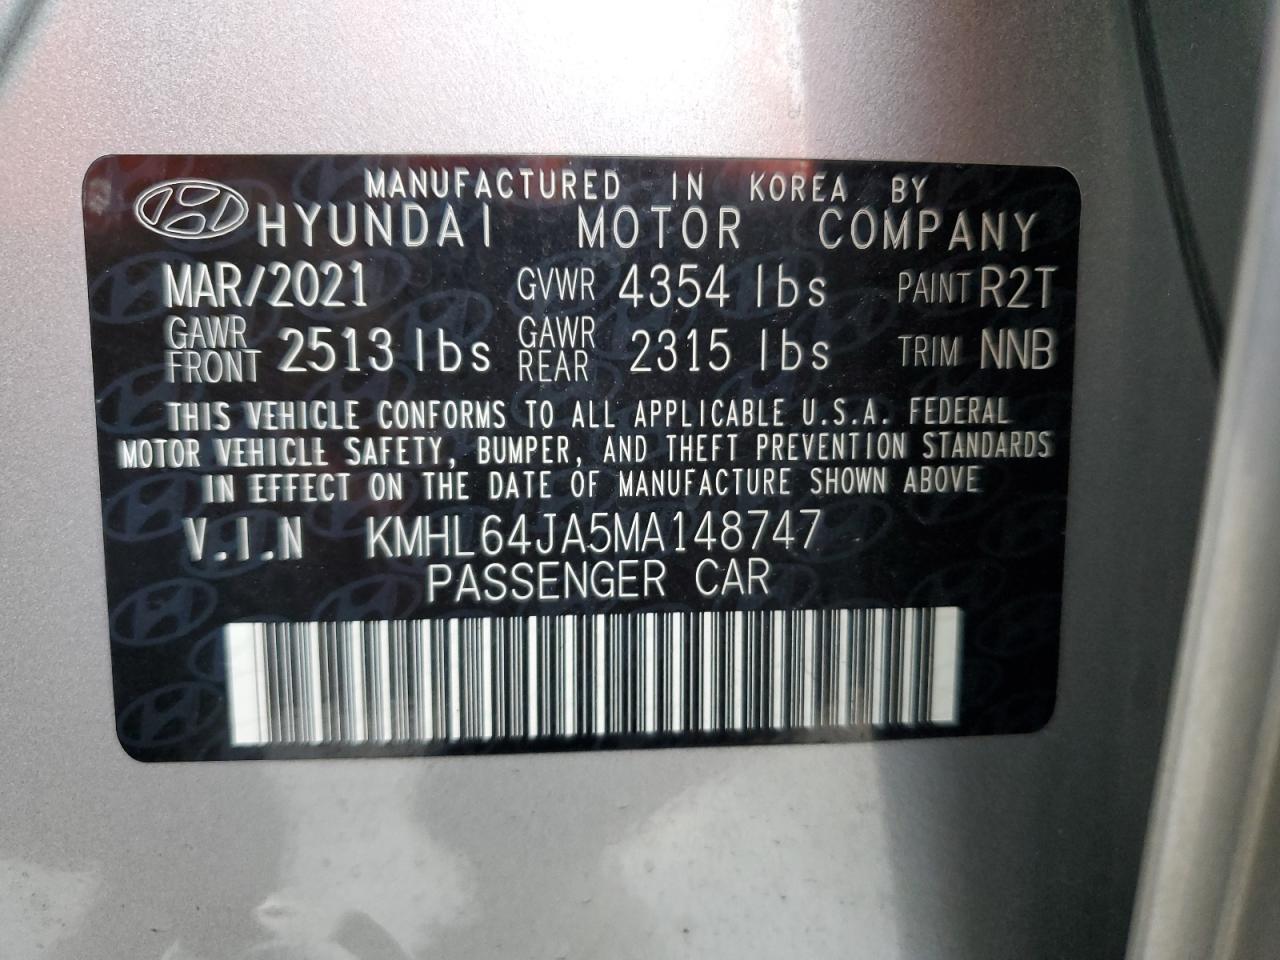 MANUFACTURED IN KOREA BY
HYUNDAI MOTOR COMPANY
MAR/2021 GVWR 4354 lbs PAINT R2T
GAWR FRONT 2513 lbs GAWR REAR 2315 lbs TRIM NNB
THIS VEHICLE CONFORMS TO ALL APPLICABLE U.S.A. FEDERAL
MOTOR VEHICLE SAFETY, BUMPER, AND THEFT PREVENTION STANDARDS
IN EFFECT ON THE DATE OF MANUFACTURE SHOWN ABOVE
V.I.N KMHL64JA5MA148747
PASSENGER CAR